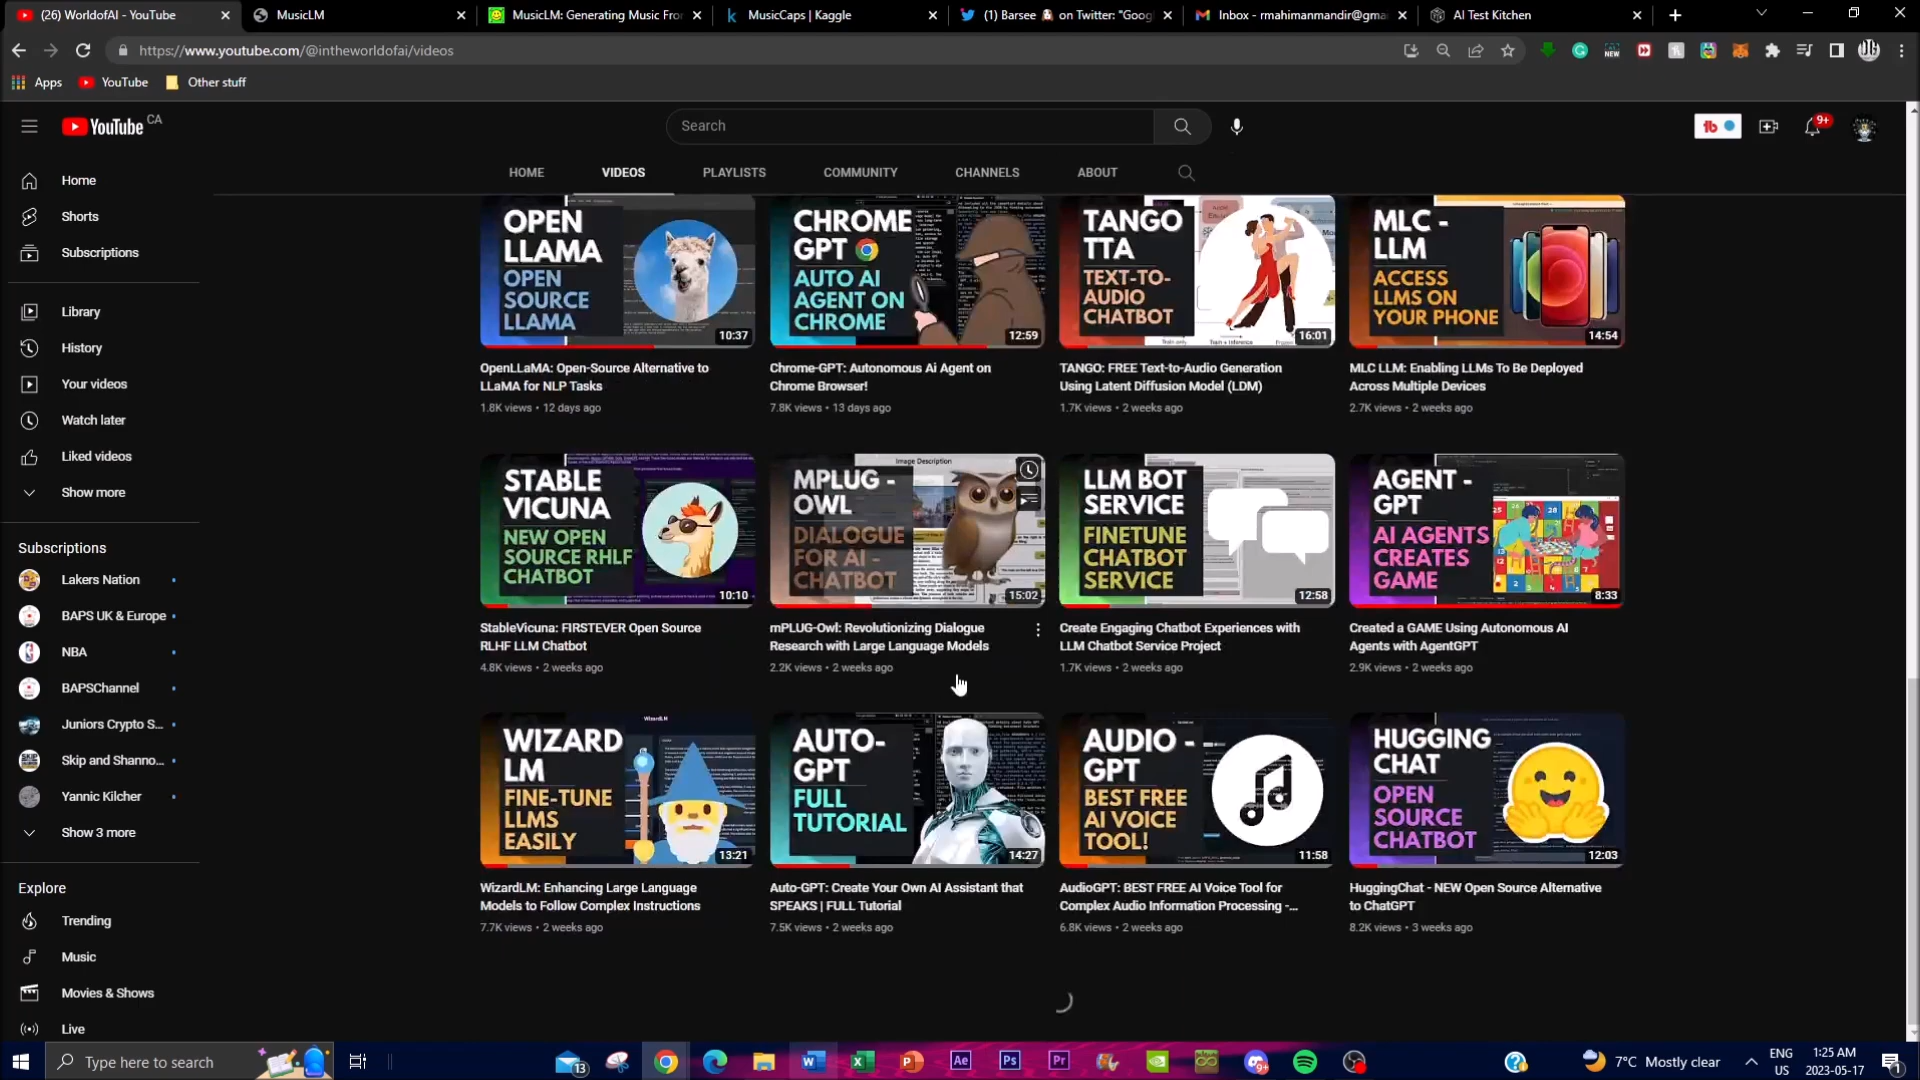 (26) WorldofAI - YouTube
MusicLM
MusicLM: Generating Music From
MusicCaps | Kaggle
(1) Barsee on Twitter: "Goog
Inbox - rmahimanmandir@gma
AI Test Kitchen
https://www.youtube.com/@intheworldofai/videos
Apps
YouTube
Other stuff
YouTube CA
Search
9+
HOME
VIDEOS
PLAYLISTS
COMMUNITY
CHANNELS
ABOUT
Home
Shorts
Subscriptions
Library
History
Your videos
Watch later
Liked videos
Show more
Subscriptions
Lakers Nation
BAPS UK & Europe
NBA
BAPSChannel
Juniors Crypto S...
Skip and Shanno...
Yannic Kilcher
Show 3 more
Explore
Trending
Music
Movies & Shows
Live
OPEN
LLAMA
OPEN
SOURCE
LLAMA
10:37
OpenLLaMA: Open-Source Alternative to
LLaMA for NLP Tasks
1.8K views • 12 days ago
CHROME
GPT
AUTO AI
AGENT ON
CHROME
12:59
Chrome-GPT: Autonomous Ai Agent on
Chrome Browser!
7.8K views • 13 days ago
TANGO
TTA
TEXT-TO-
AUDIO
CHATBOT
16:01
TANGO: FREE Text-to-Audio Generation
Using Latent Diffusion Model (LDM)
1.7K views • 2 weeks ago
MLC -
LLM
ACCESS
LLMS ON
YOUR PHONE
14:54
MLC LLM: Enabling LLMs To Be Deployed
Across Multiple Devices
2.7K views • 2 weeks ago
STABLE
VICUNA
NEW OPEN
SOURCE RHLF
CHATBOT
10:10
StableVicuna: FIRSTEVER Open Source
RLHF LLM Chatbot
4.8K views • 2 weeks ago
Image Description
MPLUG -
OWL
DIALOGUE
FOR AI -
CHATBOT
15:02
mPLUG-Owl: Revolutionizing Dialogue
Research with Large Language Models
2.2K views • 2 weeks ago
LLM BOT
SERVICE
FINETUNE
CHATBOT
SERVICE
12:58
Create Engaging Chatbot Experiences with
LLM Chatbot Service Project
1.7K views • 2 weeks ago
AGENT -
GPT
AI AGENTS
CREATES
GAME
8:33
Created a GAME Using Autonomous AI
Agents with AgentGPT
2.9K views • 2 weeks ago
WizardLM
WIZARD
LM
FINE-TUNE
LLMS
EASILY
13:21
WizardLM: Enhancing Large Language
Models to Follow Complex Instructions
7.7K views • 2 weeks ago
AUTO-
GPT
FULL
TUTORIAL
14:27
Auto-GPT: Create Your Own AI Assistant that
SPEAKS | FULL Tutorial
7.5K views • 2 weeks ago
AUDIO -
GPT
BEST FREE
AI VOICE
TOOL!
11:58
AudioGPT: BEST FREE AI Voice Tool for
Complex Audio Information Processing -...
6.8K views • 2 weeks ago
HUGGING
CHAT
OPEN
SOURCE
CHATBOT
12:03
HuggingChat - NEW Open Source Alternative
to ChatGPT
8.2K views • 3 weeks ago
Type here to search
13
Ae
Ps
Pr
7°C Mostly clear
ENG
US
1:25 AM
2023-05-17
1